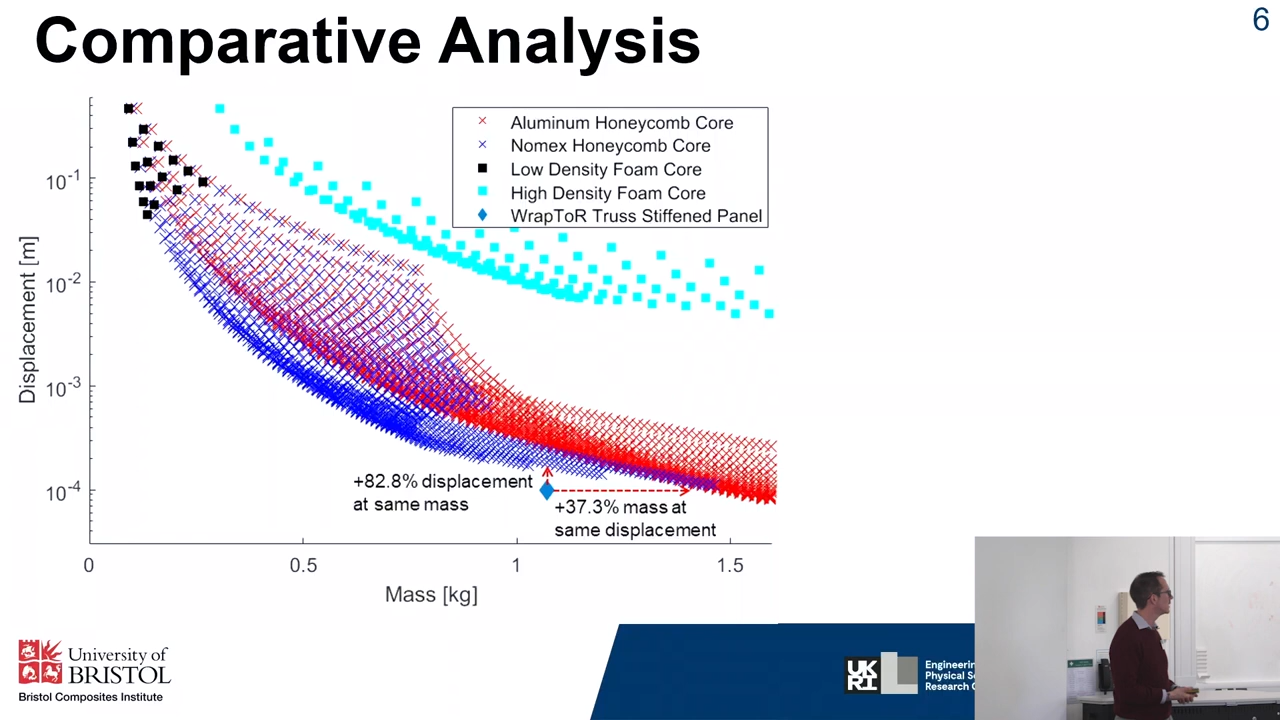 Comparative Analysis
6
Aluminum Honeycomb Core
Nomex Honeycomb Core
Low Density Foam Core
High Density Foam Core
WrapToR Truss Stiffened Panel
Displacement [m]
10-1
10-2
10-3
10-4
+82.8% displacement
at same mass
+37.3% mass at
same displacement
0
0.5
1
1.5
Mass [kg]
University of
BRISTOL
Bristol Composites Institute
UK
RI
Engineerin
Physical Sc
Research C